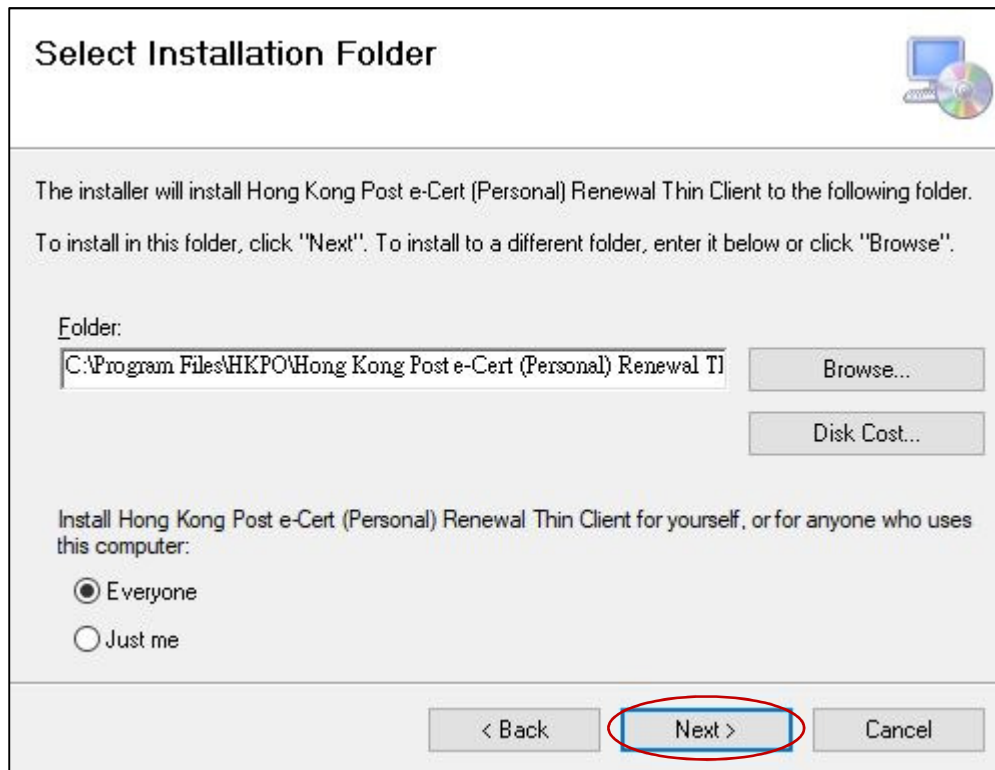 Select Installation Folder
The installer will install Hong Kong Post e-Cert (Personal) Renewal Thin Client to the following folder.
To install in this folder, click "Next". To install to a different folder, enter it below or click "Browse".
Folder:
C:\Program Files\HKPO\Hong Kong Post e-Cert (Personal) Renewal Tl
Browse...
Disk Cost...
Install Hong Kong Post e-Cert (Personal) Renewal Thin Client for yourself, or for anyone who uses
this computer:
Everyone
Just me
< Back
Next >
Cancel